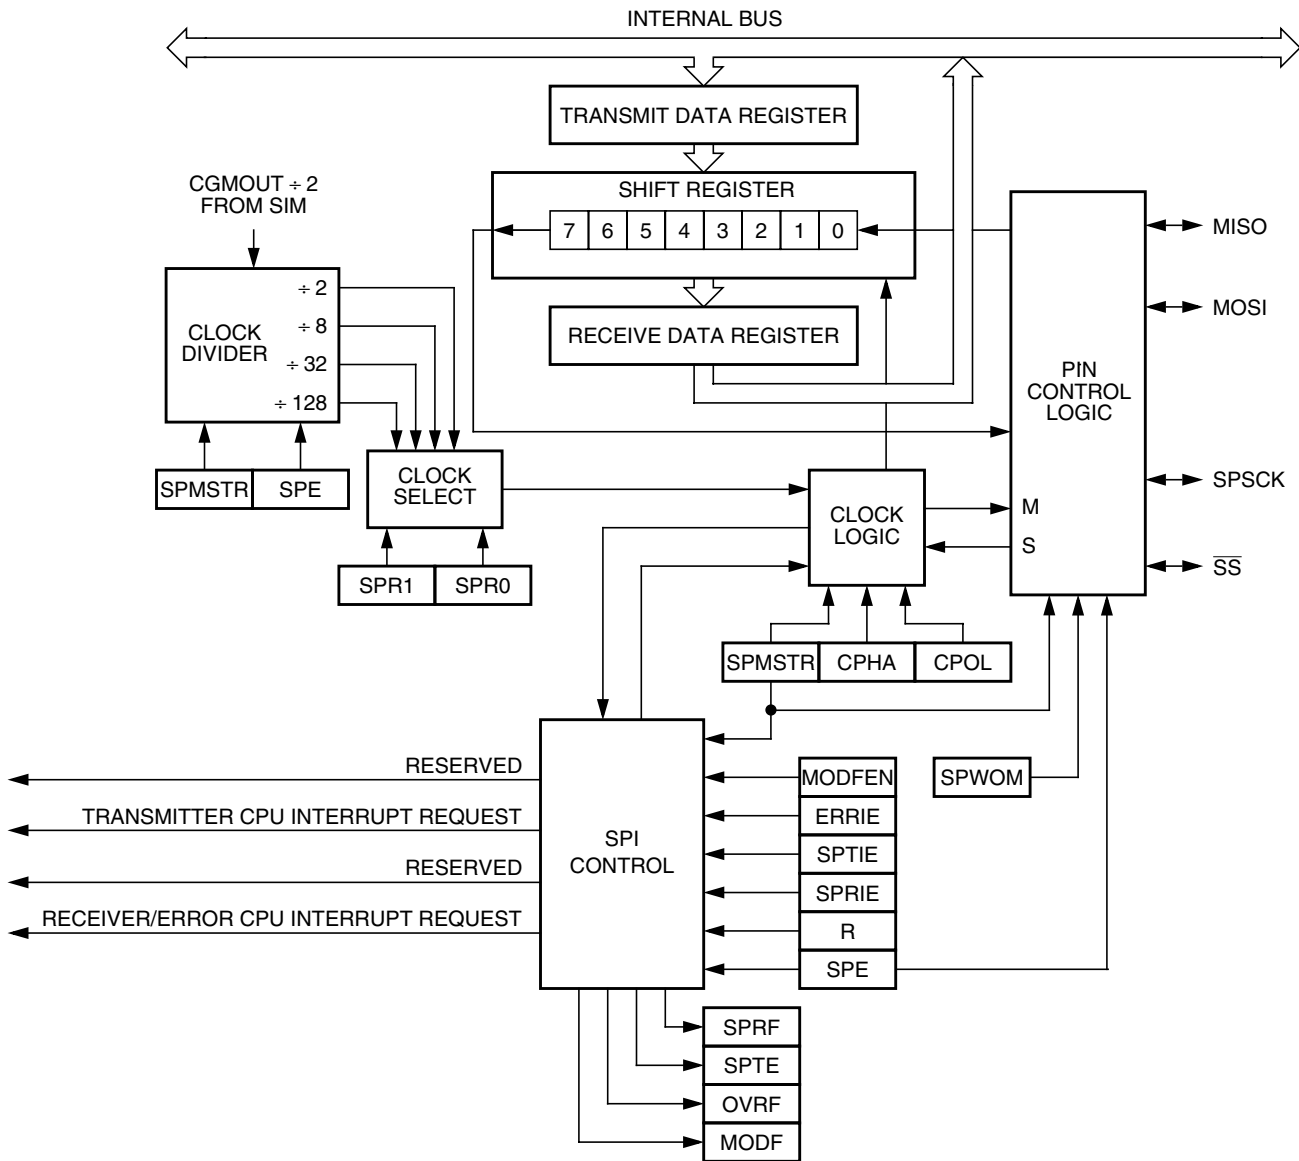 INTERNAL BUS
TRANSMIT DATA REGISTER
CGMOUT ÷ 2
FROM SIM
SHIFT REGISTER
7 6 5 4 3 2 1 0
MISO
÷ 2
÷ 8
÷ 32
÷ 128
CLOCK
DIVIDER
RECEIVE DATA REGISTER
MOSI
PIN
CONTROL
LOGIC
SPMSTR SPE
CLOCK
SELECT
SPSCK
CLOCK
LOGIC
M
S
S̅S̅
SPR1 SPR0
SPMSTR CPHA CPOL
RESERVED
TRANSMITTER CPU INTERRUPT REQUEST
RESERVED
RECEIVER/ERROR CPU INTERRUPT REQUEST
SPI
CONTROL
MODFEN
ERRIE
SPTIE
SPRIE
R
SPE
SPWOM
SPRF
SPTE
OVRF
MODF